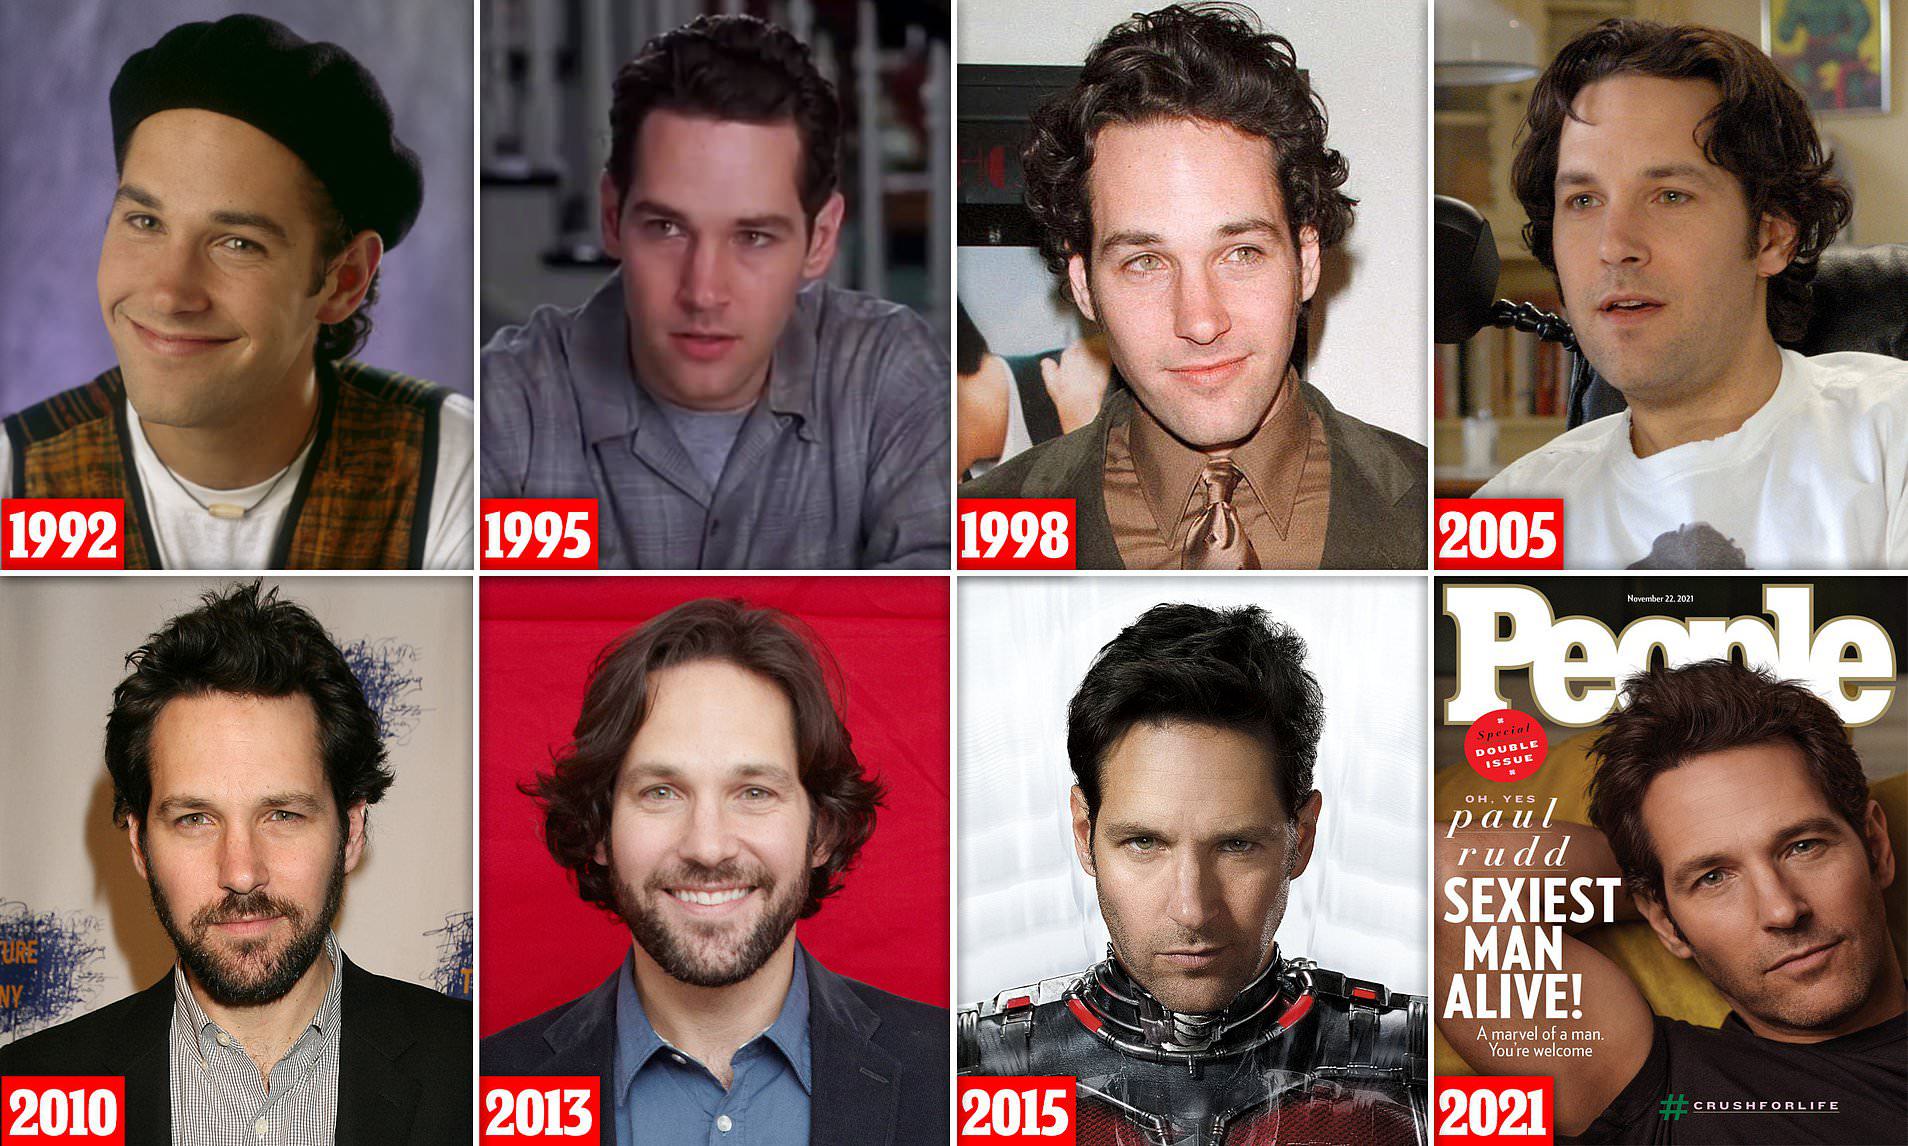 1992
1995
1998
2005
2010
2013
2015
People
November 22, 2021
Special
DOUBLE
ISSUE
OH, YES
paul
rudd
SEXIEST
MAN
ALIVE!
A marvel of a man.
You're welcome
#CRUSHFORLIFE
2021